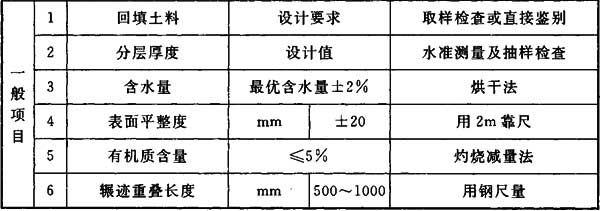 一般项目
1 回填土料 设计要求 取样检查或直接鉴别
2 分层厚度 设计值 水准测量及抽样检查
3 含水量 最优含水量±2% 烘干法
4 表面平整度 mm ±20 用2m靠尺
5 有机质含量 ≤5% 灼烧减量法
6 辗迹重叠长度 mm 500～1000 用钢尺量